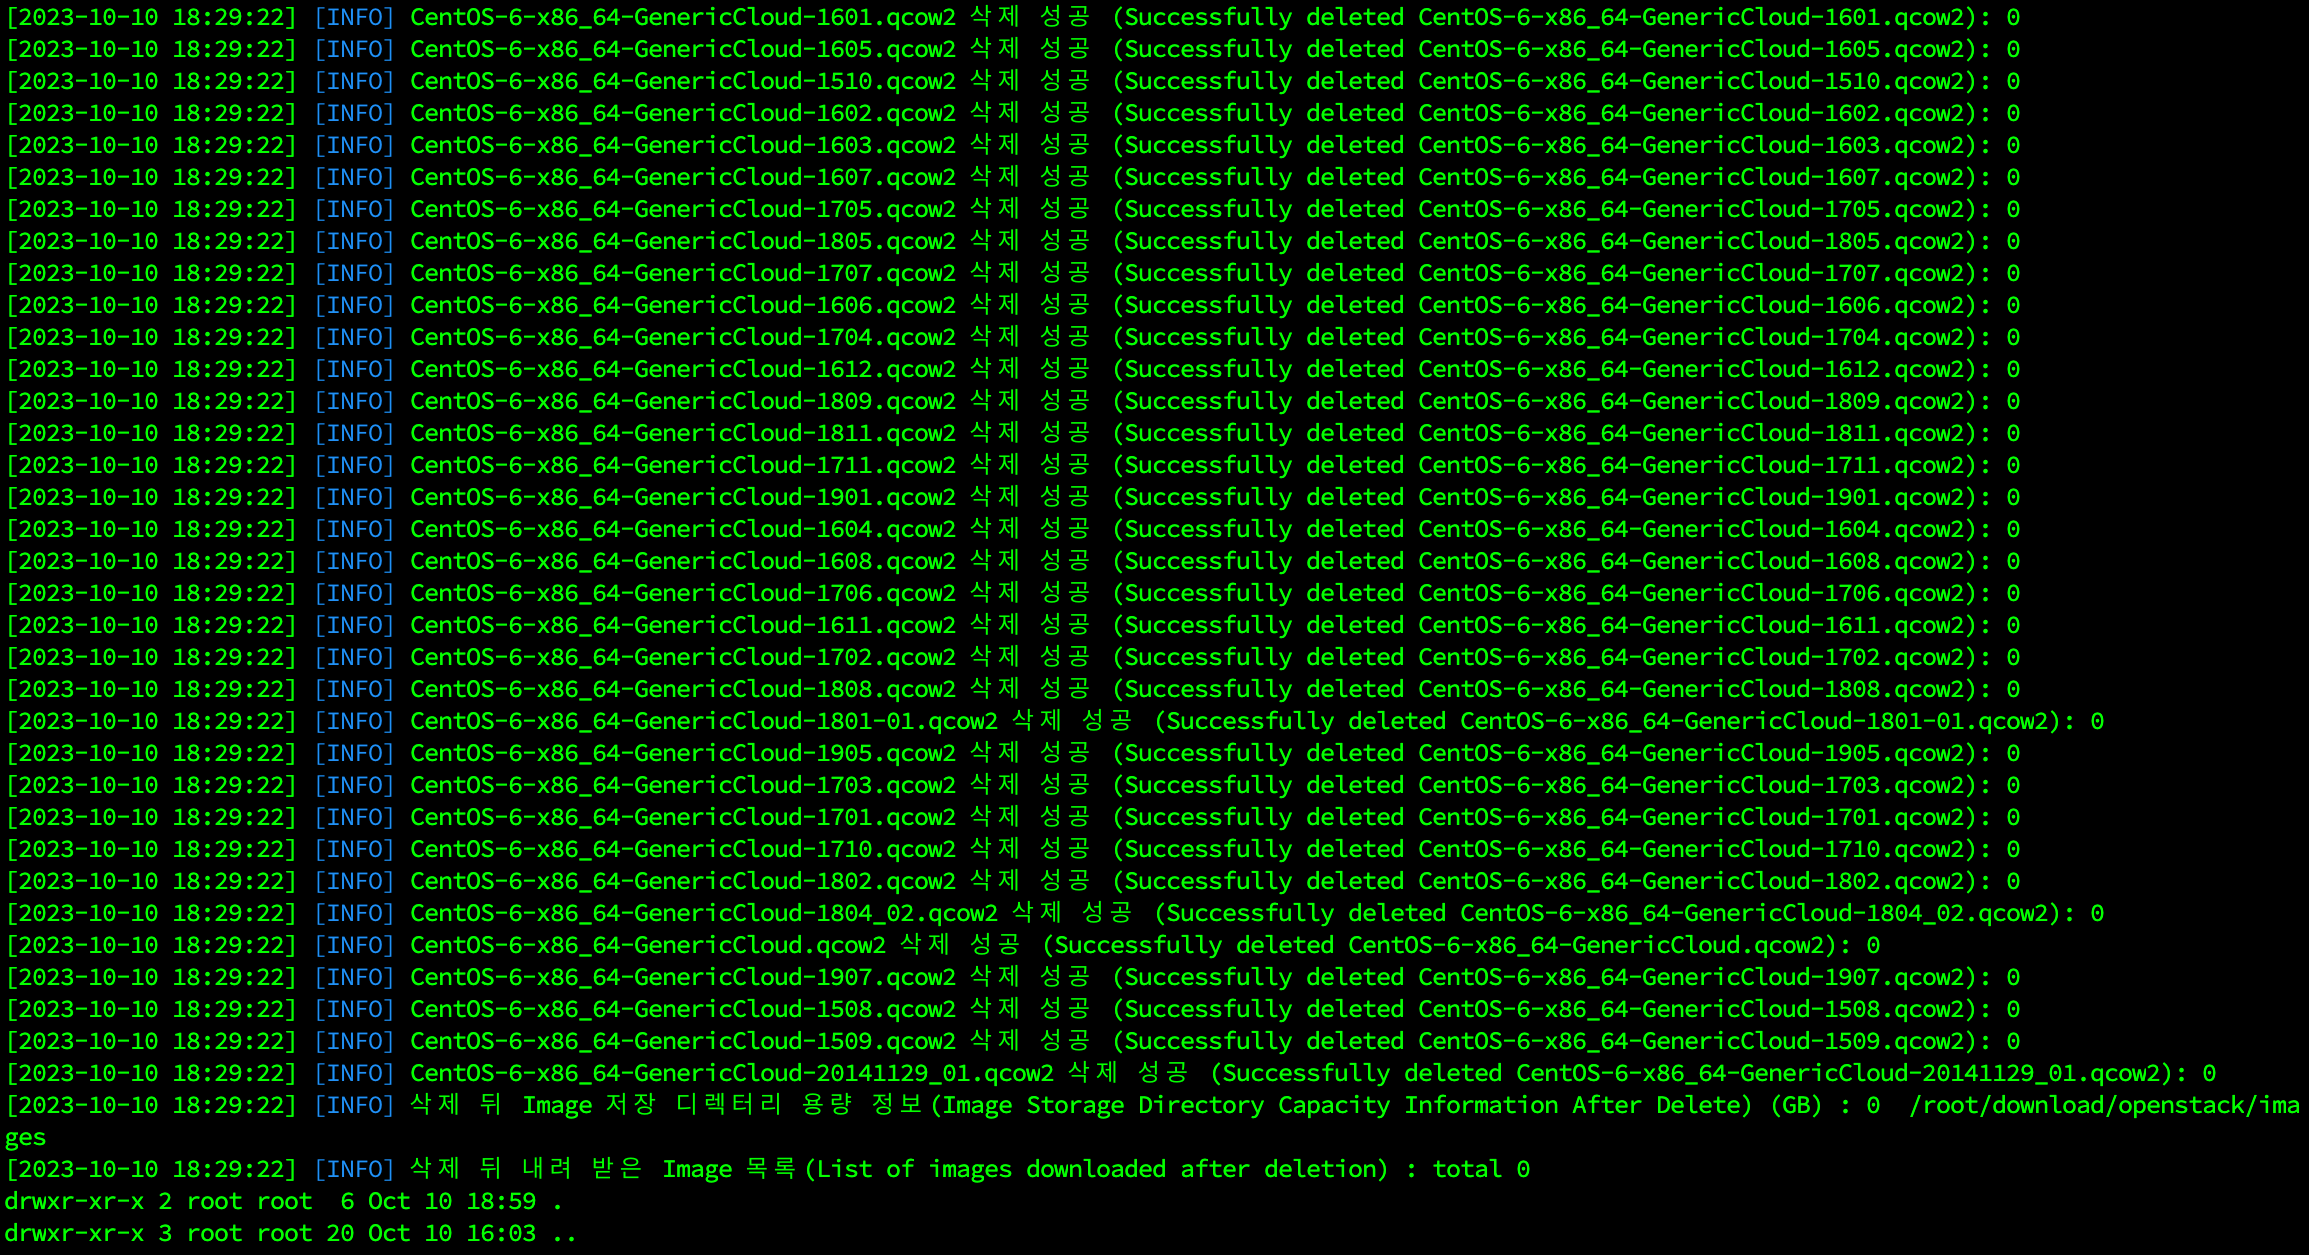 [2023-10-10 18:29:22] [INFO] CentOS-6-x86_64-GenericCloud-1601.qcow2 삭제 성공 (Successfully deleted CentOS-6-x86_64-GenericCloud-1601.qcow2): 0
[2023-10-10 18:29:22] [INFO] CentOS-6-x86_64-GenericCloud-1605.qcow2 삭제 성공 (Successfully deleted CentOS-6-x86_64-GenericCloud-1605.qcow2): 0
[2023-10-10 18:29:22] [INFO] CentOS-6-x86_64-GenericCloud-1510.qcow2 삭제 성공 (Successfully deleted CentOS-6-x86_64-GenericCloud-1510.qcow2): 0
[2023-10-10 18:29:22] [INFO] CentOS-6-x86_64-GenericCloud-1602.qcow2 삭제 성공 (Successfully deleted CentOS-6-x86_64-GenericCloud-1602.qcow2): 0
[2023-10-10 18:29:22] [INFO] CentOS-6-x86_64-GenericCloud-1603.qcow2 삭제 성공 (Successfully deleted CentOS-6-x86_64-GenericCloud-1603.qcow2): 0
[2023-10-10 18:29:22] [INFO] CentOS-6-x86_64-GenericCloud-1607.qcow2 삭제 성공 (Successfully deleted CentOS-6-x86_64-GenericCloud-1607.qcow2): 0
[2023-10-10 18:29:22] [INFO] CentOS-6-x86_64-GenericCloud-1705.qcow2 삭제 성공 (Successfully deleted CentOS-6-x86_64-GenericCloud-1705.qcow2): 0
[2023-10-10 18:29:22] [INFO] CentOS-6-x86_64-GenericCloud-1805.qcow2 삭제 성공 (Successfully deleted CentOS-6-x86_64-GenericCloud-1805.qcow2): 0
[2023-10-10 18:29:22] [INFO] CentOS-6-x86_64-GenericCloud-1707.qcow2 삭제 성공 (Successfully deleted CentOS-6-x86_64-GenericCloud-1707.qcow2): 0
[2023-10-10 18:29:22] [INFO] CentOS-6-x86_64-GenericCloud-1606.qcow2 삭제 성공 (Successfully deleted CentOS-6-x86_64-GenericCloud-1606.qcow2): 0
[2023-10-10 18:29:22] [INFO] CentOS-6-x86_64-GenericCloud-1704.qcow2 삭제 성공 (Successfully deleted CentOS-6-x86_64-GenericCloud-1704.qcow2): 0
[2023-10-10 18:29:22] [INFO] CentOS-6-x86_64-GenericCloud-1612.qcow2 삭제 성공 (Successfully deleted CentOS-6-x86_64-GenericCloud-1612.qcow2): 0
[2023-10-10 18:29:22] [INFO] CentOS-6-x86_64-GenericCloud-1809.qcow2 삭제 성공 (Successfully deleted CentOS-6-x86_64-GenericCloud-1809.qcow2): 0
[2023-10-10 18:29:22] [INFO] CentOS-6-x86_64-GenericCloud-1811.qcow2 삭제 성공 (Successfully deleted CentOS-6-x86_64-GenericCloud-1811.qcow2): 0
[2023-10-10 18:29:22] [INFO] CentOS-6-x86_64-GenericCloud-1711.qcow2 삭제 성공 (Successfully deleted CentOS-6-x86_64-GenericCloud-1711.qcow2): 0
[2023-10-10 18:29:22] [INFO] CentOS-6-x86_64-GenericCloud-1901.qcow2 삭제 성공 (Successfully deleted CentOS-6-x86_64-GenericCloud-1901.qcow2): 0
[2023-10-10 18:29:22] [INFO] CentOS-6-x86_64-GenericCloud-1604.qcow2 삭제 성공 (Successfully deleted CentOS-6-x86_64-GenericCloud-1604.qcow2): 0
[2023-10-10 18:29:22] [INFO] CentOS-6-x86_64-GenericCloud-1608.qcow2 삭제 성공 (Successfully deleted CentOS-6-x86_64-GenericCloud-1608.qcow2): 0
[2023-10-10 18:29:22] [INFO] CentOS-6-x86_64-GenericCloud-1706.qcow2 삭제 성공 (Successfully deleted CentOS-6-x86_64-GenericCloud-1706.qcow2): 0
[2023-10-10 18:29:22] [INFO] CentOS-6-x86_64-GenericCloud-1611.qcow2 삭제 성공 (Successfully deleted CentOS-6-x86_64-GenericCloud-1611.qcow2): 0
[2023-10-10 18:29:22] [INFO] CentOS-6-x86_64-GenericCloud-1702.qcow2 삭제 성공 (Successfully deleted CentOS-6-x86_64-GenericCloud-1702.qcow2): 0
[2023-10-10 18:29:22] [INFO] CentOS-6-x86_64-GenericCloud-1808.qcow2 삭제 성공 (Successfully deleted CentOS-6-x86_64-GenericCloud-1808.qcow2): 0
[2023-10-10 18:29:22] [INFO] CentOS-6-x86_64-GenericCloud-1801-01.qcow2 삭제 성공 (Successfully deleted CentOS-6-x86_64-GenericCloud-1801-01.qcow2): 0
[2023-10-10 18:29:22] [INFO] CentOS-6-x86_64-GenericCloud-1905.qcow2 삭제 성공 (Successfully deleted CentOS-6-x86_64-GenericCloud-1905.qcow2): 0
[2023-10-10 18:29:22] [INFO] CentOS-6-x86_64-GenericCloud-1703.qcow2 삭제 성공 (Successfully deleted CentOS-6-x86_64-GenericCloud-1703.qcow2): 0
[2023-10-10 18:29:22] [INFO] CentOS-6-x86_64-GenericCloud-1701.qcow2 삭제 성공 (Successfully deleted CentOS-6-x86_64-GenericCloud-1701.qcow2): 0
[2023-10-10 18:29:22] [INFO] CentOS-6-x86_64-GenericCloud-1710.qcow2 삭제 성공 (Successfully deleted CentOS-6-x86_64-GenericCloud-1710.qcow2): 0
[2023-10-10 18:29:22] [INFO] CentOS-6-x86_64-GenericCloud-1802.qcow2 삭제 성공 (Successfully deleted CentOS-6-x86_64-GenericCloud-1802.qcow2): 0
[2023-10-10 18:29:22] [INFO] CentOS-6-x86_64-GenericCloud-1804_02.qcow2 삭제 성공 (Successfully deleted CentOS-6-x86_64-GenericCloud-1804_02.qcow2): 0
[2023-10-10 18:29:22] [INFO] CentOS-6-x86_64-GenericCloud.qcow2 삭제 성공 (Successfully deleted CentOS-6-x86_64-GenericCloud.qcow2): 0
[2023-10-10 18:29:22] [INFO] CentOS-6-x86_64-GenericCloud-1907.qcow2 삭제 성공 (Successfully deleted CentOS-6-x86_64-GenericCloud-1907.qcow2): 0
[2023-10-10 18:29:22] [INFO] CentOS-6-x86_64-GenericCloud-1508.qcow2 삭제 성공 (Successfully deleted CentOS-6-x86_64-GenericCloud-1508.qcow2): 0
[2023-10-10 18:29:22] [INFO] CentOS-6-x86_64-GenericCloud-1509.qcow2 삭제 성공 (Successfully deleted CentOS-6-x86_64-GenericCloud-1509.qcow2): 0
[2023-10-10 18:29:22] [INFO] CentOS-6-x86_64-GenericCloud-20141129_01.qcow2 삭제 성공 (Successfully deleted CentOS-6-x86_64-GenericCloud-20141129_01.qcow2): 0
[2023-10-10 18:29:22] [INFO] 삭제 뒤 Image 저장 디렉터리 용량 정보(Image Storage Directory Capacity Information After Delete) (GB) : 0  /root/download/openstack/ima
ges
[2023-10-10 18:29:22] [INFO] 삭제 뒤 내려 받은 Image 목록(List of images downloaded after deletion) : total 0
drwxr-xr-x 2 root root  6 Oct 10 18:59 .
drwxr-xr-x 3 root root 20 Oct 10 16:03 ..